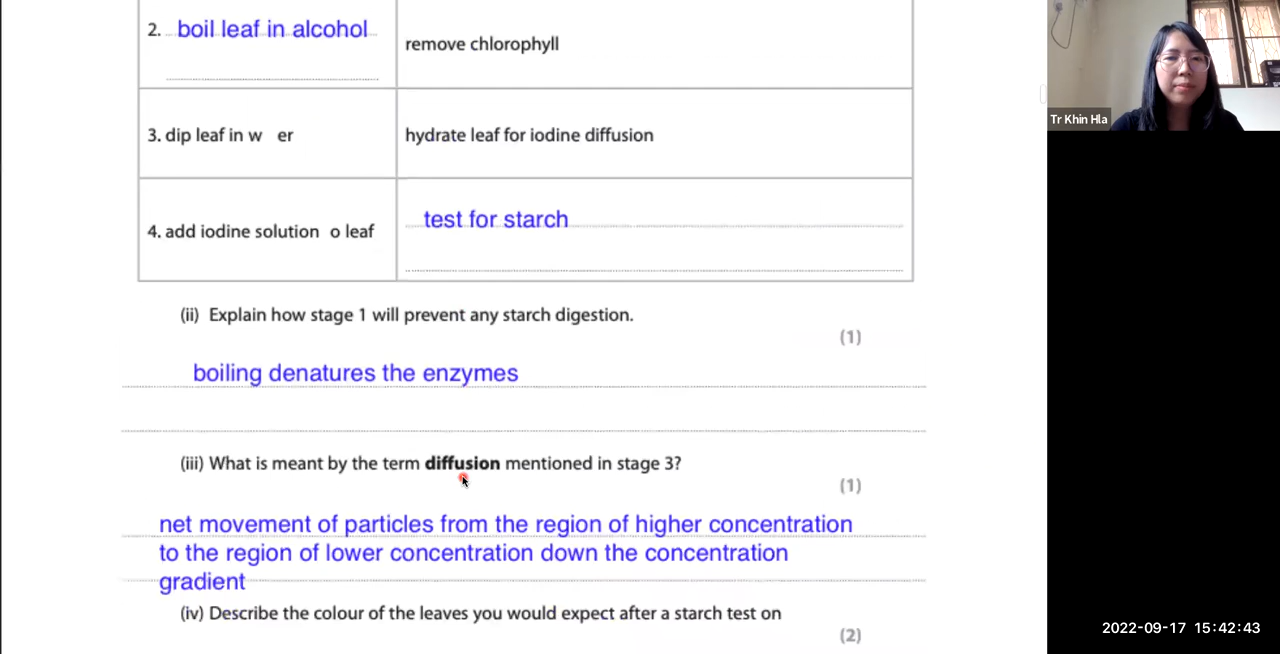 2. boil leaf in alcohol
remove chlorophyll
3. dip leaf in w er
hydrate leaf for iodine diffusion
4. add iodine solution o leaf
test for starch
(ii) Explain how stage 1 will prevent any starch digestion.
(1)
boiling denatures the enzymes
(iii) What is meant by the term diffusion mentioned in stage 3?
(1)
net movement of particles from the region of higher concentration
to the region of lower concentration down the concentration
gradient
(iv) Describe the colour of the leaves you would expect after a starch test on
(2)
Tr Khin Hla
2022-09-17 15:42:43